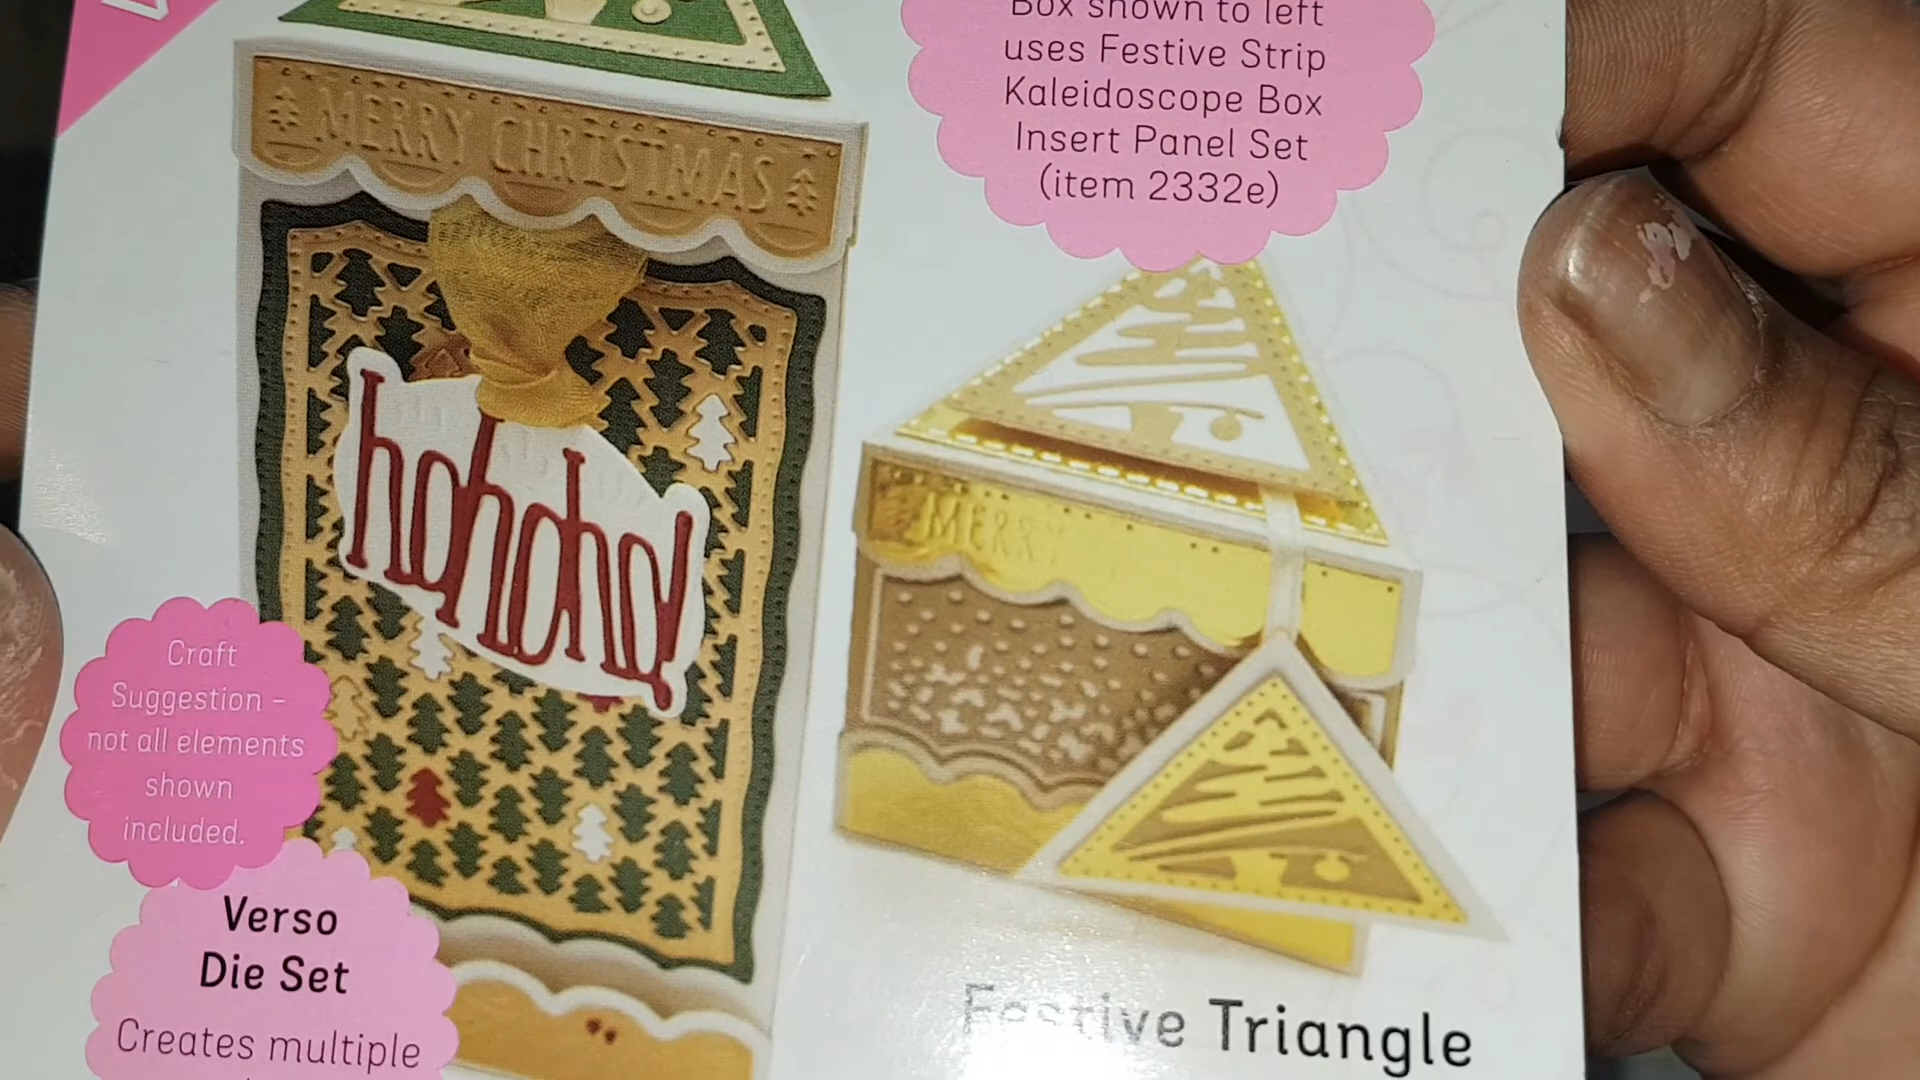 Box shown to left
uses Festive Strip
Kaleidoscope Box
Insert Panel Set
(item 2332e)
MERRY CHRISTMAS
hohoho!
MERRY
Craft
Suggestion –
not all elements
shown
included.
Verso
Die Set
Creates multiple
Festive Triangle